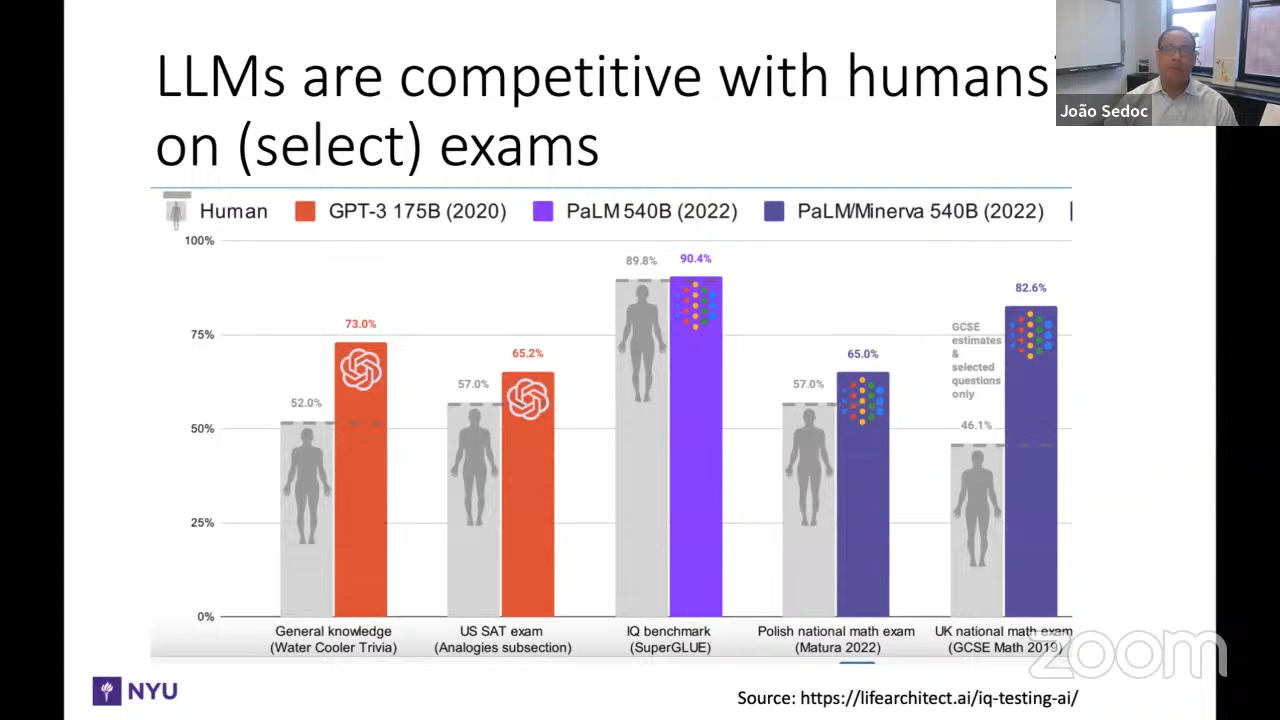 LLMs are competitive with humans
on (select) exams
João Sedoc
Human
GPT-3 175B (2020)
PaLM 540B (2022)
PaLM/Minerva 540B (2022)
100%
75%
50%
25%
0%
52.0%
73.0%
57.0%
65.2%
89.8%
90.4%
57.0%
65.0%
GCSE
estimates
&
selected
questions
only
46.1%
82.6%
General knowledge
(Water Cooler Trivia)
US SAT exam
(Analogies subsection)
IQ benchmark
(SuperGLUE)
Polish national math exam
(Matura 2022)
UK national math exam
(GCSE Math 2019)
zoom
NYU
Source: https://lifearchitect.ai/iq-testing-ai/